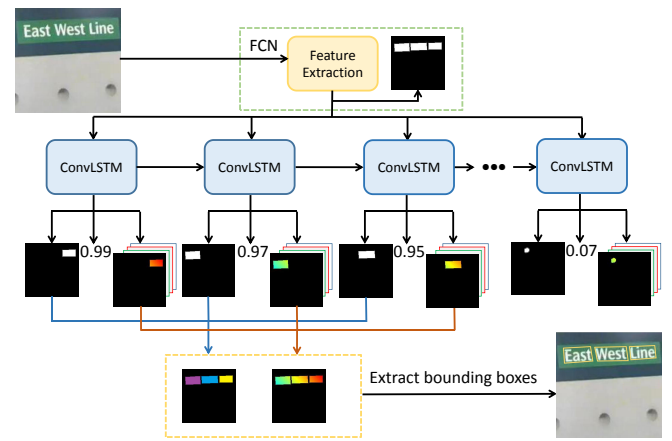 East West Line
FCN
Feature
Extraction
ConvLSTM
ConvLSTM
ConvLSTM
•••
ConvLSTM
0.99
0.97
0.95
0.07
Extract bounding boxes
East West Line